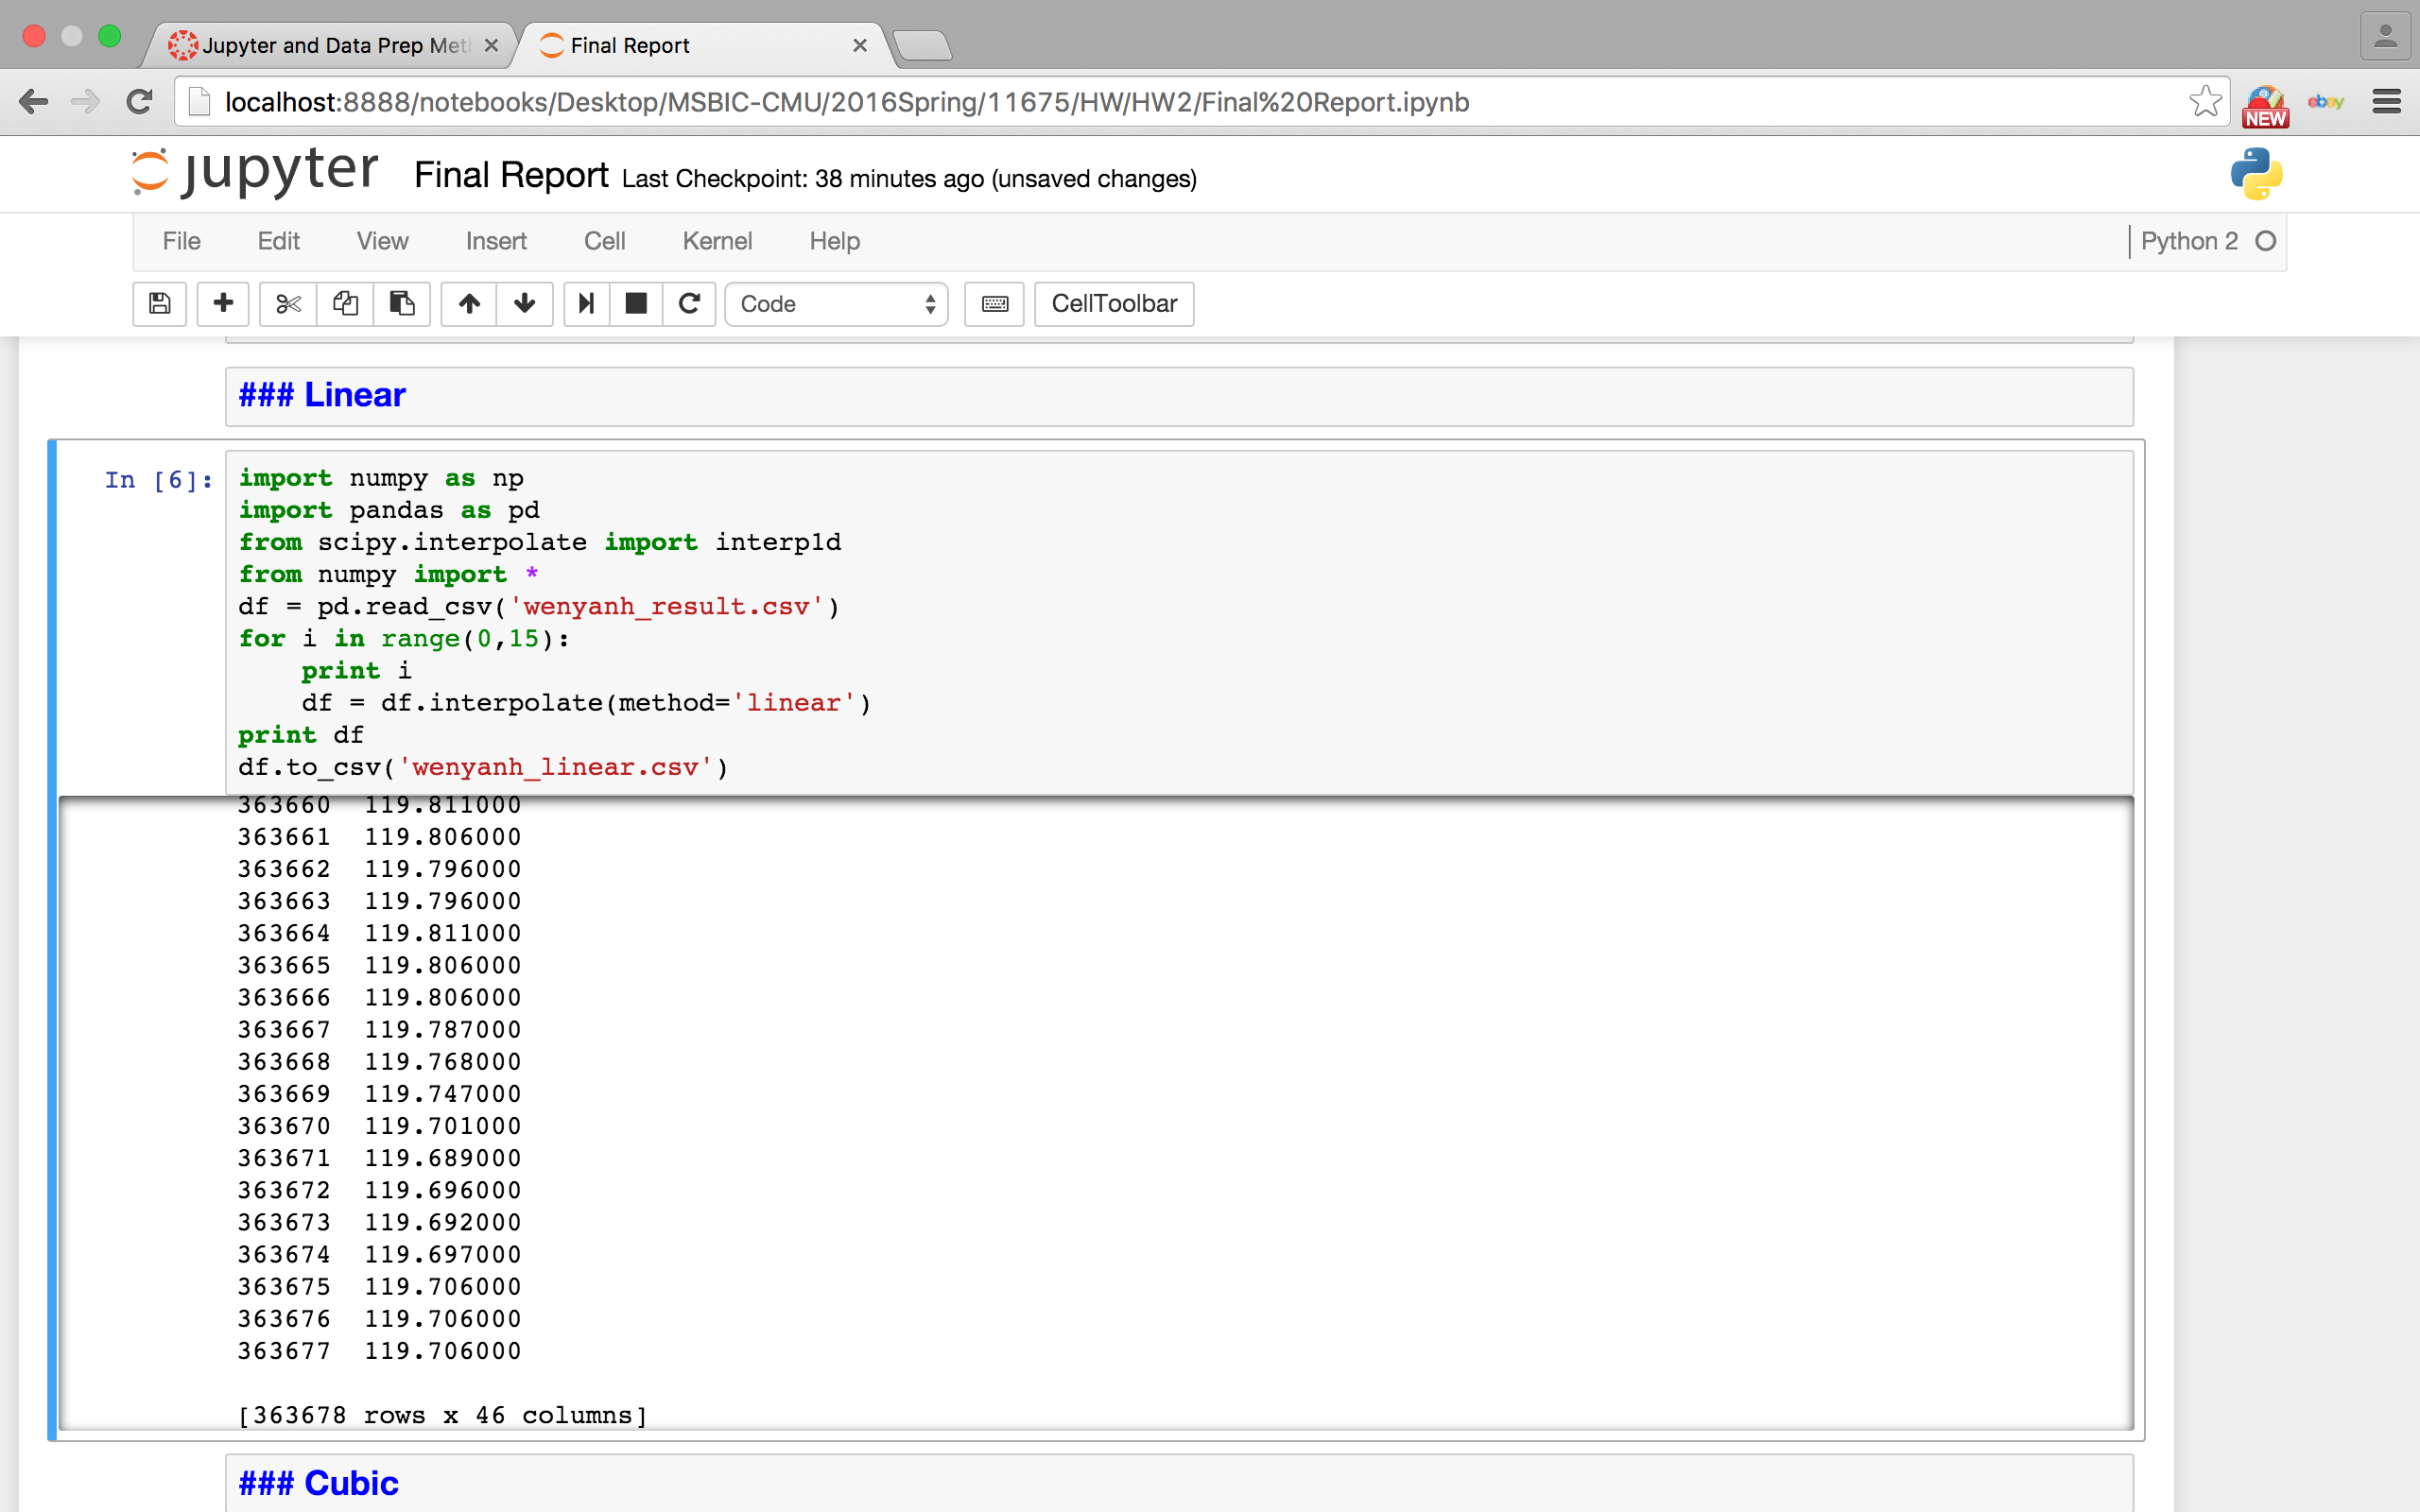 Jupyter and Data Prep Met
Final Report
localhost:8888/notebooks/Desktop/MSBIC-CMU/2016Spring/11675/HW/HW2/Final%20Report.ipynb
NEW
ebay
jupyter Final Report Last Checkpoint: 38 minutes ago (unsaved changes)
File Edit View Insert Cell Kernel Help Python 2
Code CellToolbar
### Linear
In [6]:
import numpy as np
import pandas as pd
from scipy.interpolate import interp1d
from numpy import *
df = pd.read_csv('wenyanh_result.csv')
for i in range(0,15):
    print i
    df = df.interpolate(method='linear')
print df
df.to_csv('wenyanh_linear.csv')
363660 119.811000
363661 119.806000
363662 119.796000
363663 119.796000
363664 119.811000
363665 119.806000
363666 119.806000
363667 119.787000
363668 119.768000
363669 119.747000
363670 119.701000
363671 119.689000
363672 119.696000
363673 119.692000
363674 119.697000
363675 119.706000
363676 119.706000
363677 119.706000
[363678 rows x 46 columns]
### Cubic